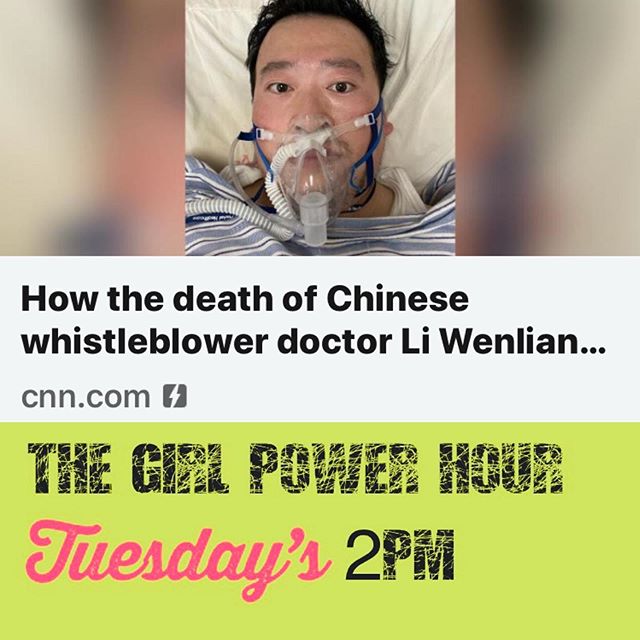 How the death of Chinese
whistleblower doctor Li Wenlian...
cnn.com
THE GIRL POWER HOUR
Tuesday's 2PM